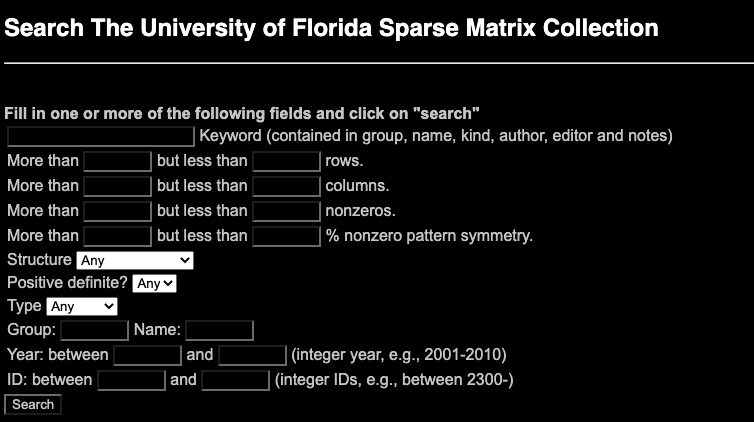 Search The University of Florida Sparse Matrix Collection
Fill in one or more of the following fields and click on "search"
Keyword (contained in group, name, kind, author, editor and notes)
More than but less than rows.
More than but less than columns.
More than but less than nonzeros.
More than but less than % nonzero pattern symmetry.
Structure Any
Positive definite? Any
Type Any
Group: Name:
Year: between and (integer year, e.g., 2001-2010)
ID: between and (integer IDs, e.g., between 2300-)
Search